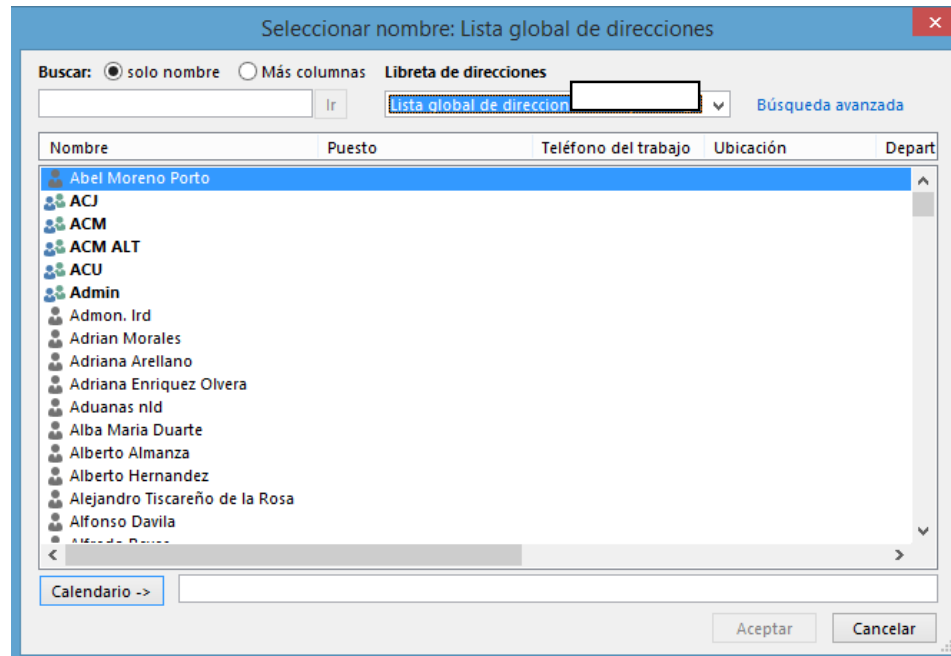 Seleccionar nombre: Lista global de direcciones
Buscar: solo nombre Más columnas Libreta de direcciones
Ir Lista global de direccion Búsqueda avanzada
Nombre Puesto Teléfono del trabajo Ubicación Depart
Abel Moreno Porto
ACJ
ACM
ACM ALT
ACU
Admin
Admon. Ird
Adrian Morales
Adriana Arellano
Adriana Enriquez Olvera
Aduanas nld
Alba Maria Duarte
Alberto Almanza
Alberto Hernandez
Alejandro Tiscareño de la Rosa
Alfonso Davila
Calendario ->
Aceptar Cancelar